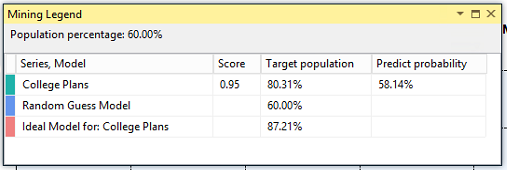 Mining Legend
Population percentage: 60.00%
Series, Model Score Target population Predict probability
College Plans 0.95 80.31% 58.14%
Random Guess Model 60.00%
Ideal Model for: College Plans 87.21%